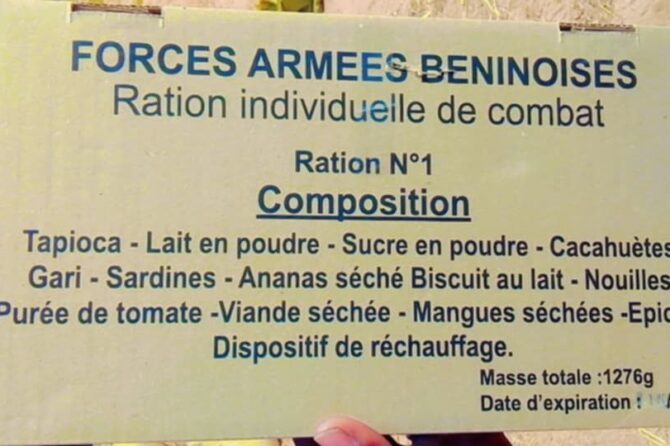 FORCES ARMEES BENINOISES
Ration individuelle de combat
Ration N°1
Composition
Tapioca - Lait en poudre - Sucre en poudre - Cacahuètes
Gari - Sardines - Ananas séché Biscuit au lait - Nouilles
Purée de tomate -Viande séchée - Mangues séchées -Epic
Dispositif de réchauffage.
Masse totale :1276g
Date d'expiration :